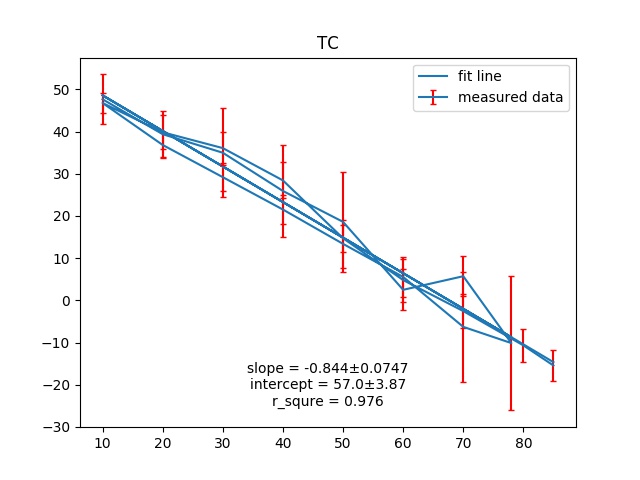 TC
fit line
measured data
50
40
30
20
10
0
−10
−20
−30
slope = -0.844±0.0747
intercept = 57.0±3.87
r_squre = 0.976
10 20 30 40 50 60 70 80